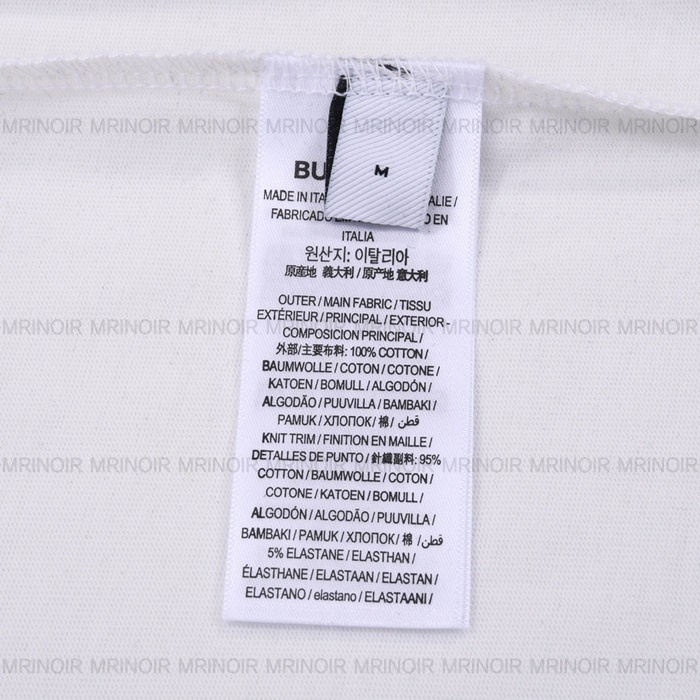 M
BU
MADE IN ITA ALIE /
FABRICADO O EN
ITALIA
원산지: 이탈리아
原産地 義大利 / 原产地 意大利
OUTER / MAIN FABRIC / TISSU
EXTÉRIEUR / PRINCIPAL / EXTERIOR -
COMPOSICION PRINCIPAL /
外部/主要布料: 100% COTTON /
BAUMWOLLE / COTON / COTONE /
KATOEN / BOMULL / ALGODÓN /
ALGODÃO / PUUVILLA / BAMBAKI /
PAMUK / ХЛОПОК / 棉 / قطن
KNIT TRIM / FINITION EN MAILLE /
DETALLES DE PUNTO / 針織副料: 95%
COTTON / BAUMWOLLE / COTON /
COTONE / KATOEN / BOMULL /
ALGODÓN / ALGODÃO / PUUVILLA /
BAMBAKI / PAMUK / ХЛОПОК/ 棉 / قطن
5% ELASTANE / ELASTHAN /
ÉLASTHANE / ELASTAAN / ELASTAN /
ELASTANO / elastano / ELASTAANI /
MRINOIR MRINOIR MRINOIR MRINOIR MRINOIR MRINOIR MRINOIR MRINOIR
MRINOIR MRINOIR MRINOIR MRINOIR MRINOIR MRINOIR MRINOIR MRINOIR
MRINOIR MRINOIR MRINOIR MRINOIR MRINOIR MRINOIR MRINOIR MRINOIR
MRINOIR MRINOIR MRINOIR MRINOIR MRINOIR MRINOIR MRINOIR MRINOIR